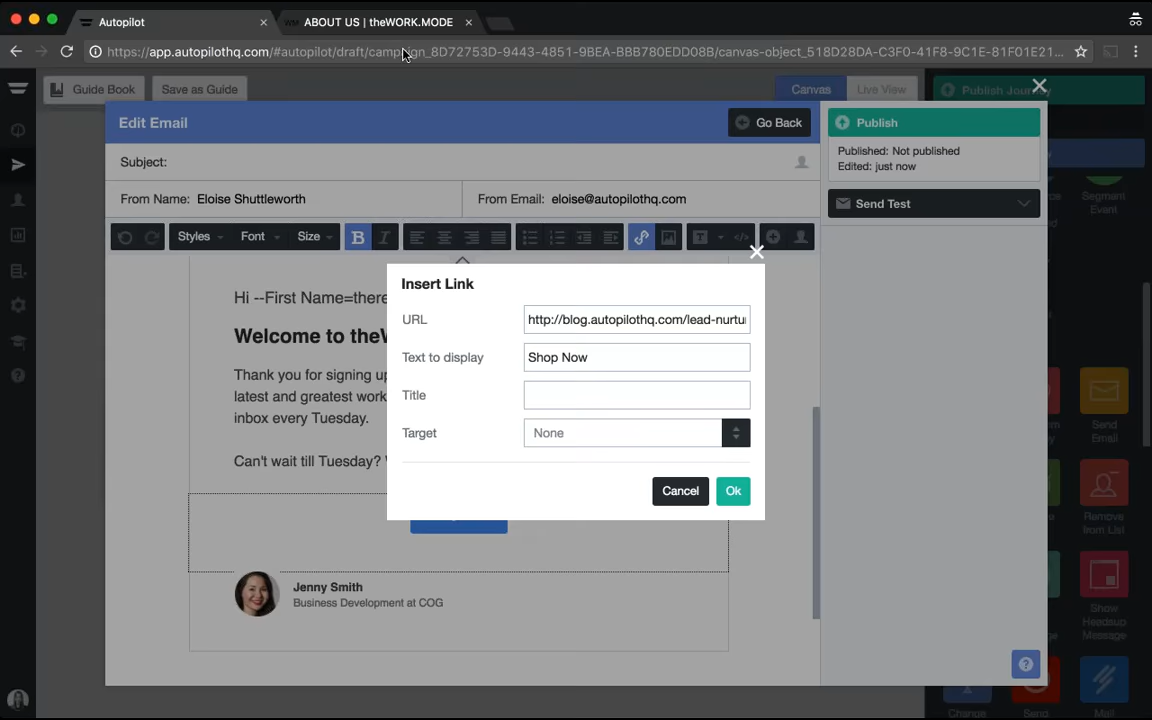 Autopilot
ABOUT US | theWORK.MODE
https://app.autopilothq.com/#autopilot/draft/campaign_8D72753D-9443-4851-9BEA-BBB780EDD08B/canvas-object_518D28DA-C3F0-41F8-9C1E-81F01E21...
Guide Book
Save as Guide
Canvas
Live View
Publish Journey
Edit Email
Go Back
Publish
Subject:
Published: Not published
Edited: just now
From Name: Eloise Shuttleworth
From Email: eloise@autopilothq.com
Send Test
Segment
Event
Styles
Font
Size
B
I
T
Insert Link
URL
http://blog.autopilothq.com/lead-nurtu
Text to display
Shop Now
Title
Target
None
Cancel
Ok
Hi --First Name=there
Welcome to the
Thank you for signing up
latest and greatest work
inbox every Tuesday.
Can't wait till Tuesday?
Jenny Smith
Business Development at COG
Send
Email
Remove
from List
Show
Headsup
Message
Change
Send
Mail